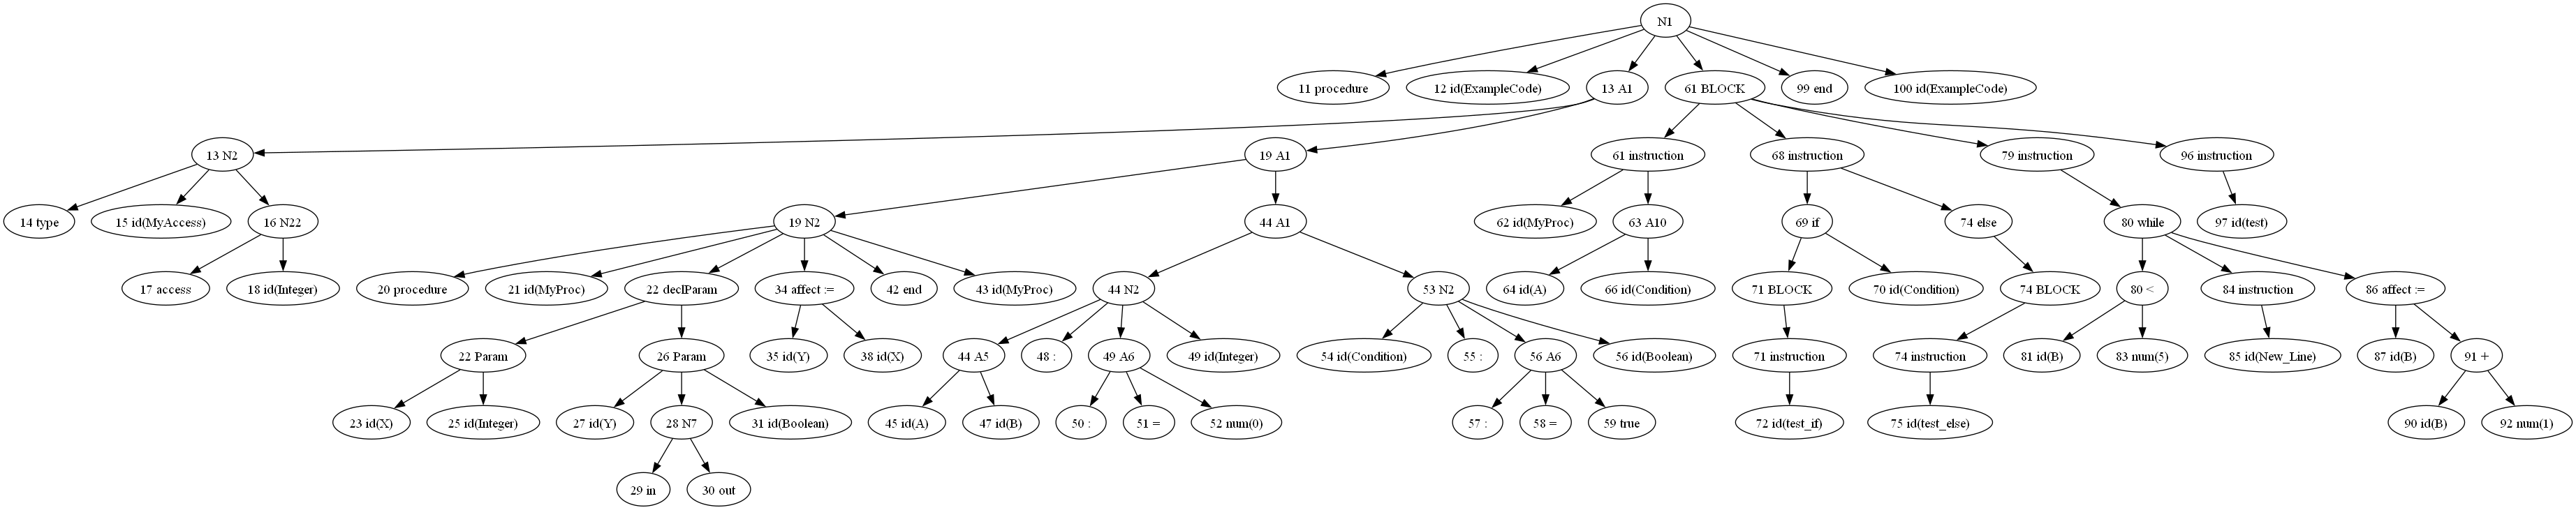 N1
11 procedure
12 id(ExampleCode)
13 A1
61 BLOCK
99 end
100 id(ExampleCode)
13 N2
19 A1
61 instruction
68 instruction
79 instruction
96 instruction
14 type
15 id(MyAccess)
16 N22
19 N2
44 A1
62 id(MyProc)
63 A10
69 if
74 else
80 while
97 id(test)
17 access
18 id(Integer)
20 procedure
21 id(MyProc)
22 declParam
34 affect :=
42 end
43 id(MyProc)
44 N2
53 N2
64 id(A)
66 id(Condition)
71 BLOCK
70 id(Condition)
74 BLOCK
80 <
84 instruction
86 affect :=
22 Param
26 Param
35 id(Y)
38 id(X)
44 A5
48 :
49 A6
49 id(Integer)
54 id(Condition)
55 :
56 A6
56 id(Boolean)
71 instruction
74 instruction
81 id(B)
83 num(5)
85 id(New_Line)
87 id(B)
91 +
23 id(X)
25 id(Integer)
27 id(Y)
28 N7
31 id(Boolean)
45 id(A)
47 id(B)
50 :
51 =
52 num(0)
57 :
58 =
59 true
72 id(test_if)
75 id(test_else)
90 id(B)
92 num(1)
29 in
30 out